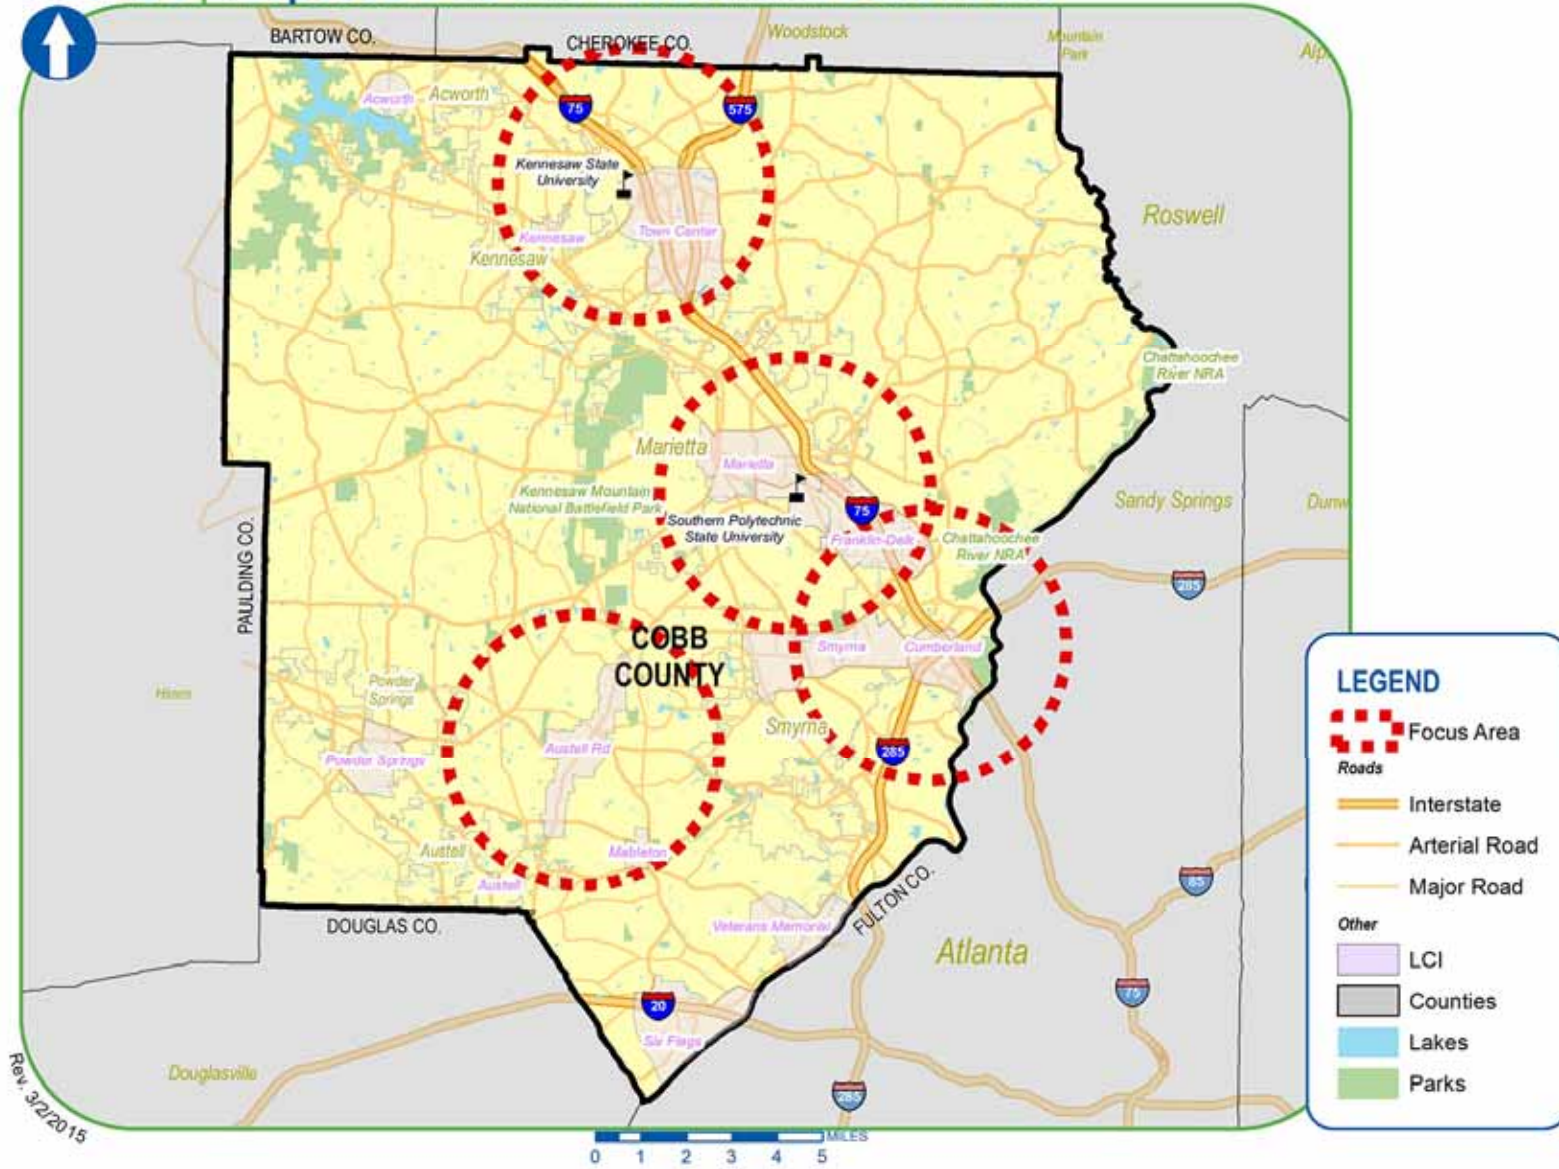 BARTOW CO.
CHEROKEE CO.
Woodstock
Mountain
Park
Alp
Acworth
Acworth
75
575
Kennesaw State
University
Roswell
Kennesaw
Town Center
Kennesaw
Chattahoochee
River NRA
Marietta
Marietta
Kennesaw Mountain
National Battlefield Park
Sandy Springs
Dunw
75
Southern Polytechnic
State University
Franklin-Delk
Chattahoochee
River NRA
PAULDING CO.
285
COBB
COUNTY
Smyrna
Cumberland
Powder
Springs
Hiram
Smyrna
Austell Rd
285
Powder Springs
Austell
Mableton
Austell
85
DOUGLAS CO.
Veterans Memorial
FULTON CO.
Atlanta
75
20
Six Flags
Douglasville
285
Rev. 3/2/2015
MILES
0 1 2 3 4 5
LEGEND
Focus Area
Roads
Interstate
Arterial Road
Major Road
Other
LCI
Counties
Lakes
Parks